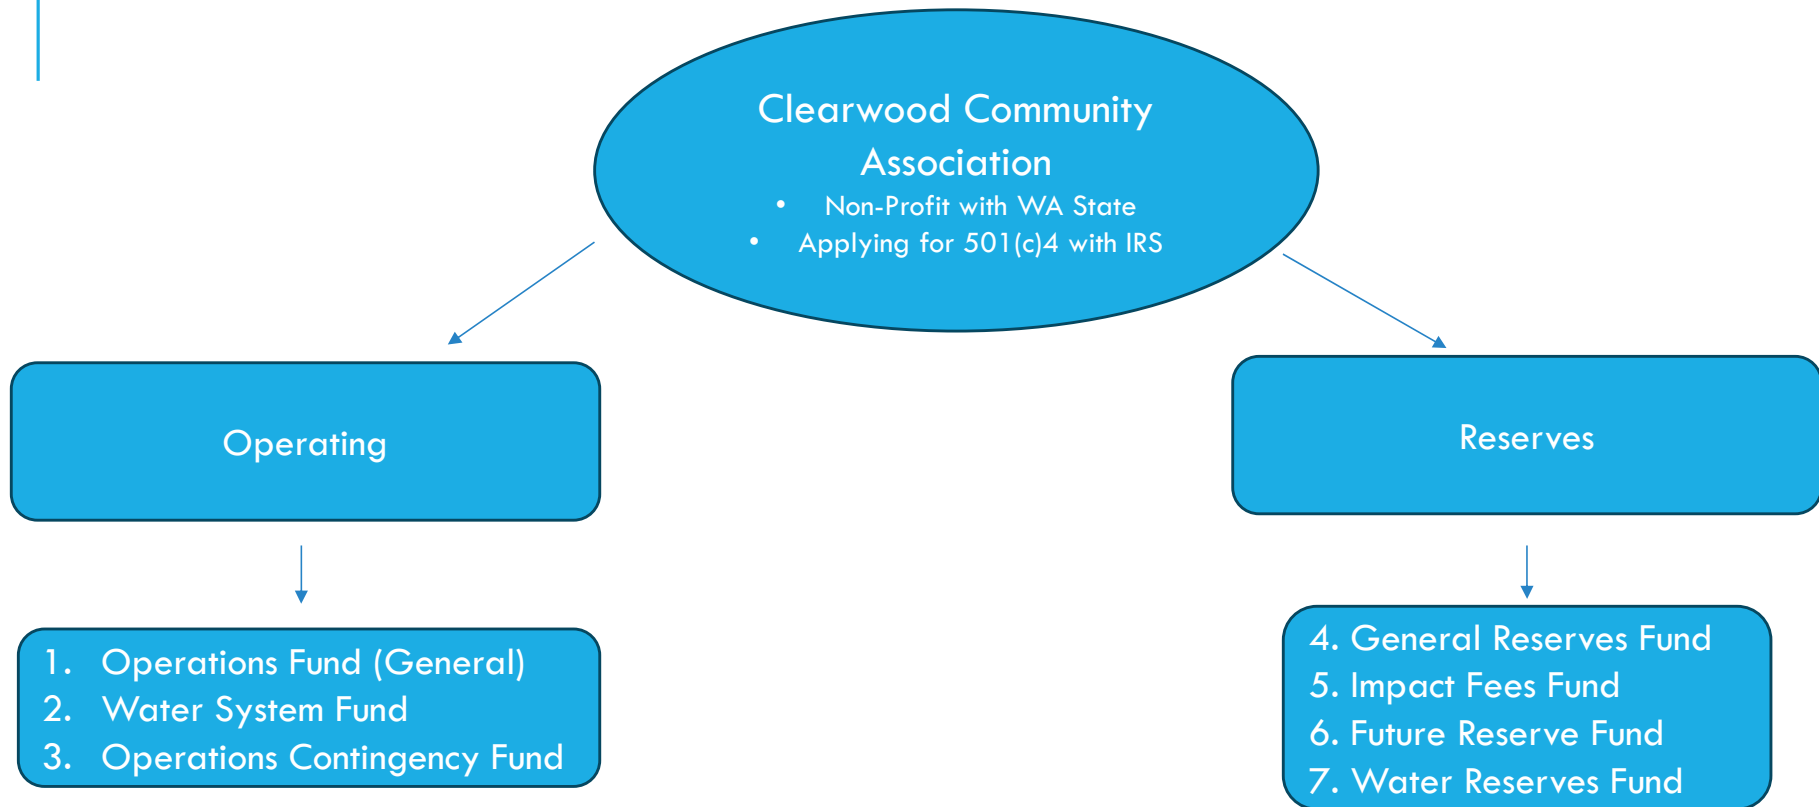 Clearwood Community
Association
• Non-Profit with WA State
• Applying for 501(c)4 with IRS
Operating
Reserves
1. Operations Fund (General)
2. Water System Fund
3. Operations Contingency Fund
4. General Reserves Fund
5. Impact Fees Fund
6. Future Reserve Fund
7. Water Reserves Fund